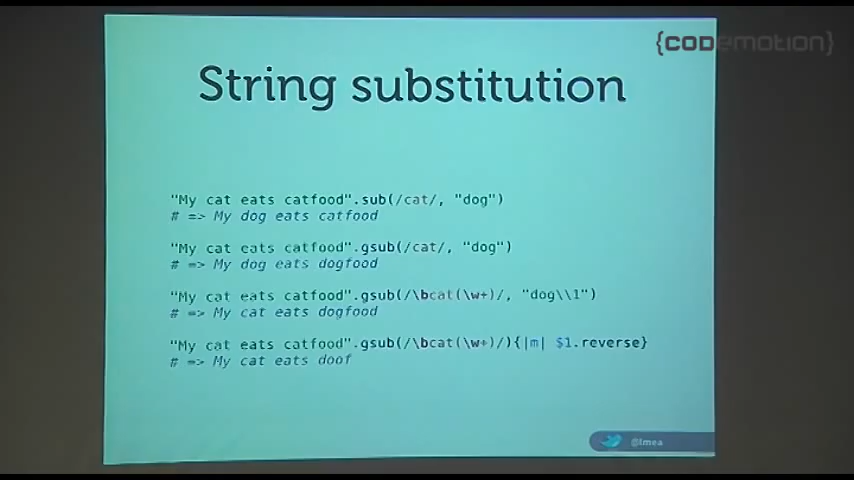 {CODemotion}
String substitution
"My cat eats catfood".sub(/cat/, "dog")
# => My dog eats catfood
"My cat eats catfood".gsub(/cat/, "dog")
# => My dog eats dogfood
"My cat eats catfood".gsub(/\bcat(\w+)/, "dog\\1")
# => My cat eats dogfood
"My cat eats catfood".gsub(/\bcat(\w+)/){|m| $1.reverse}
# => My cat eats doof
@lmea